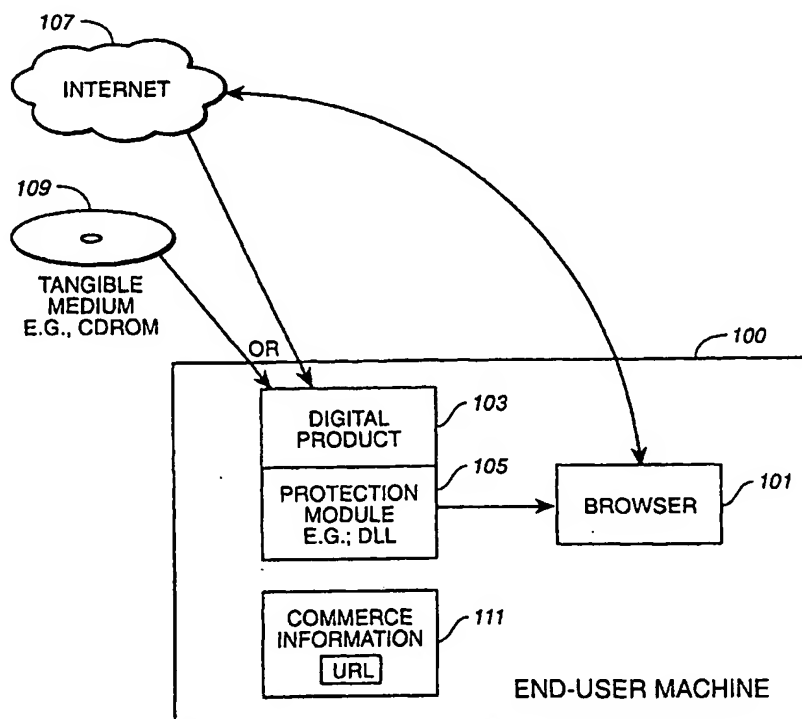 107
INTERNET
109
TANGIBLE
MEDIUM
E.G., CDROM
OR
100
DIGITAL
PRODUCT
103
PROTECTION
MODULE
E.G.; DLL
105
BROWSER
101
COMMERCE
INFORMATION
URL
111
END-USER MACHINE